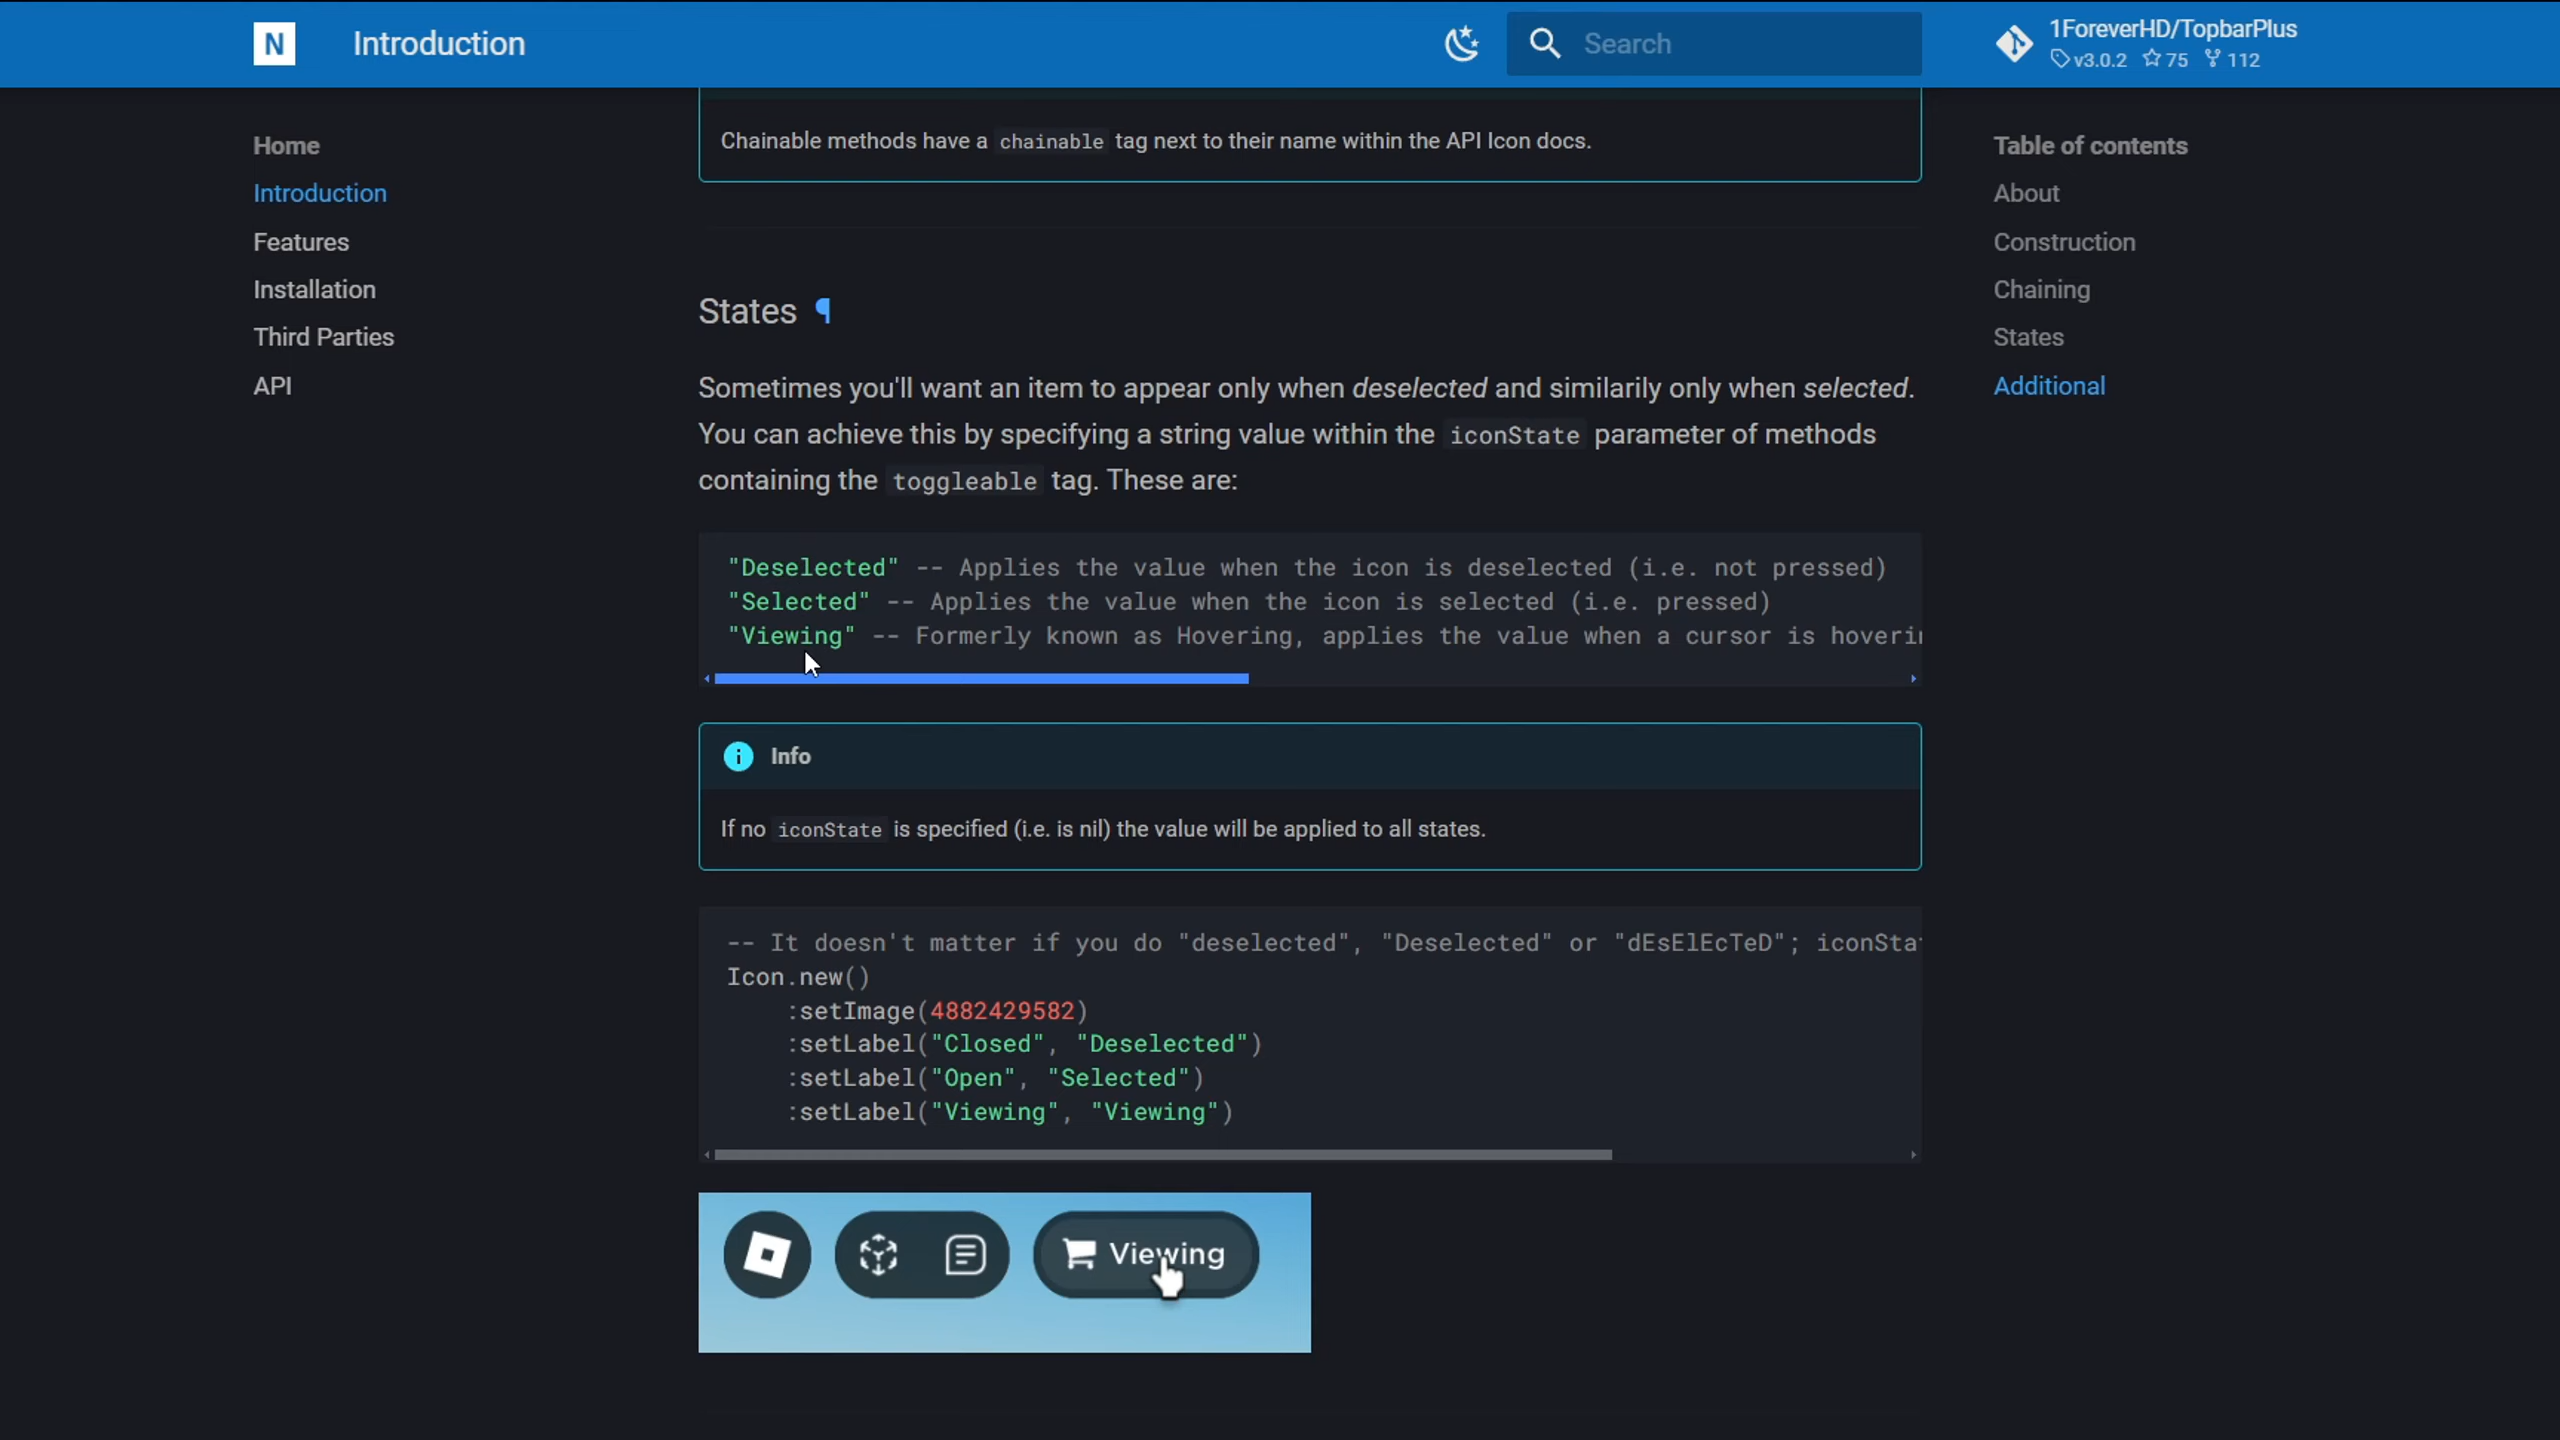 N Introduction Search 1ForeverHD/TopbarPlus
v3.0.2 75 112
Home
Introduction
Features
Installation
Third Parties
API
Chainable methods have a chainable tag next to their name within the API Icon docs.
States ¶
Sometimes you'll want an item to appear only when deselected and similarily only when selected.
You can achieve this by specifying a string value within the iconState parameter of methods
containing the toggleable tag. These are:
"Deselected" -- Applies the value when the icon is deselected (i.e. not pressed)
"Selected" -- Applies the value when the icon is selected (i.e. pressed)
"Viewing" -- Formerly known as Hovering, applies the value when a cursor is hoverin
Info
If no iconState is specified (i.e. is nil) the value will be applied to all states.
-- It doesn't matter if you do "deselected", "Deselected" or "dEsElEcTeD"; iconSta
Icon.new()
:setImage(4882429582)
:setLabel("Closed", "Deselected")
:setLabel("Open", "Selected")
:setLabel("Viewing", "Viewing")
Viewing
Table of contents
About
Construction
Chaining
States
Additional